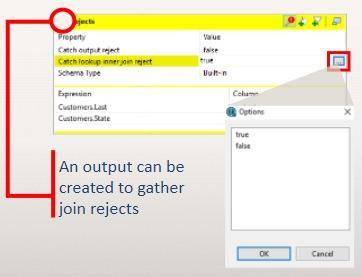 ejects
Property Value
Catch output reject false
Catch lookup inner join reject true
Schema Type Built-In
Expression Column
Customers.Last
Customers.State
Options
true
false
OK Cancel
An output can be
created to gather
join rejects